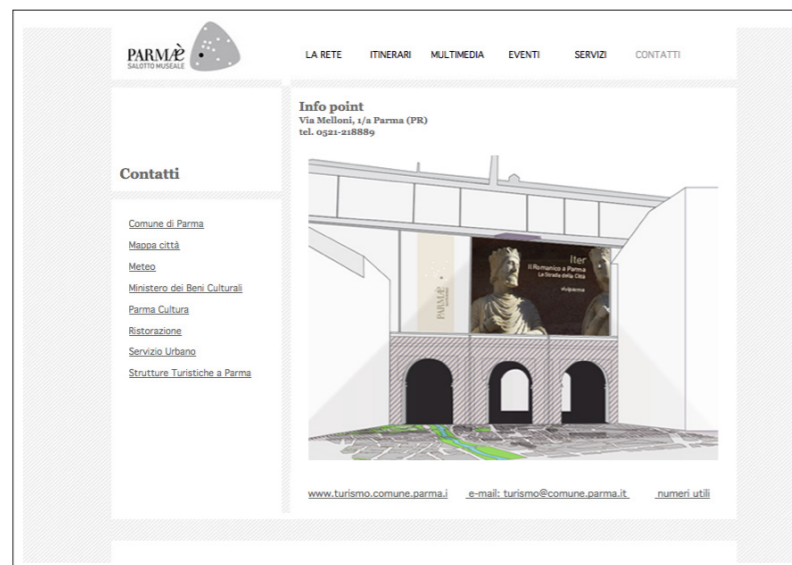 PARMÆ
SALOTTO MUSEALE
LA RETE
ITINERARI
MULTIMEDIA
EVENTI
SERVIZI
CONTATTI
Contatti
Comune di Parma
Mappa città
Meteo
Ministero dei Beni Culturali
Parma Cultura
Ristorazione
Servizio Urbano
Strutture Turistiche a Parma
Info point
Via Melloni, 1/a Parma (PR)
tel. 0521-218889
PARMÆ
Iter
Il Romanico a Parma
La Strada della Città
viviparma
www.turismo.comune.parma.i
e-mail: turismo@comune.parma.it
numeri utili